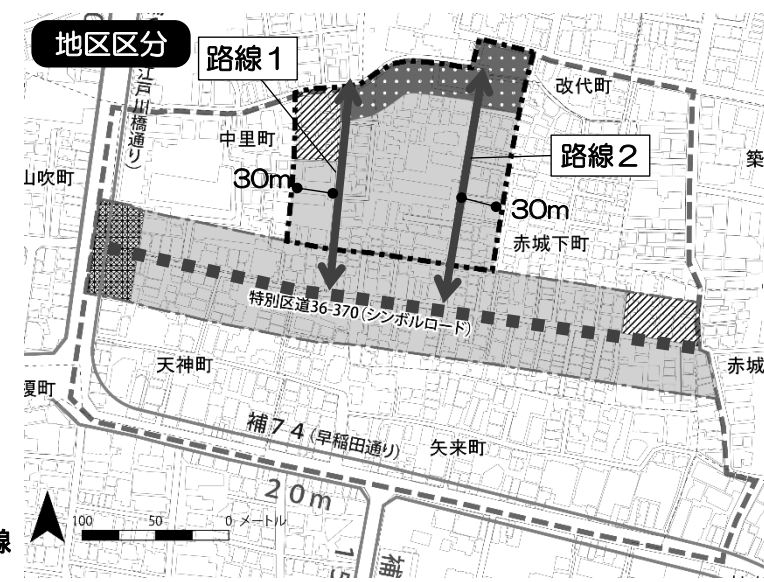 地区区分
路線1
江戸川橋通り)
改代町
中里町
路線2
築
山吹町
30m
30m
赤城下町
特別区道36-370(シンボルロード)
天神町
赤城
榎町
補74(早稲田通り)
矢来町
20m
100 50 0 メートル
線
15
補